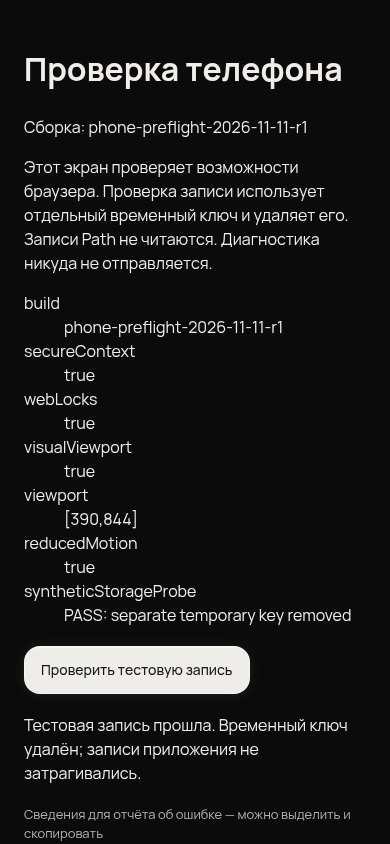 Проверка телефона
Сборка: phone-preflight-2026-11-11-r1
Этот экран проверяет возможности
браузера. Проверка записи использует
отдельный временный ключ и удаляет его.
Записи Path не читаются. Диагностика
никуда не отправляется.
build
phone-preflight-2026-11-11-r1
secureContext
true
webLocks
true
visualViewport
true
viewport
[390,844]
reducedMotion
true
syntheticStorageProbe
PASS: separate temporary key removed
Проверить тестовую запись
Тестовая запись прошла. Временный ключ
удалён; записи приложения не
затрагивались.
Сведения для отчёта об ошибке — можно выделить и
скопировать